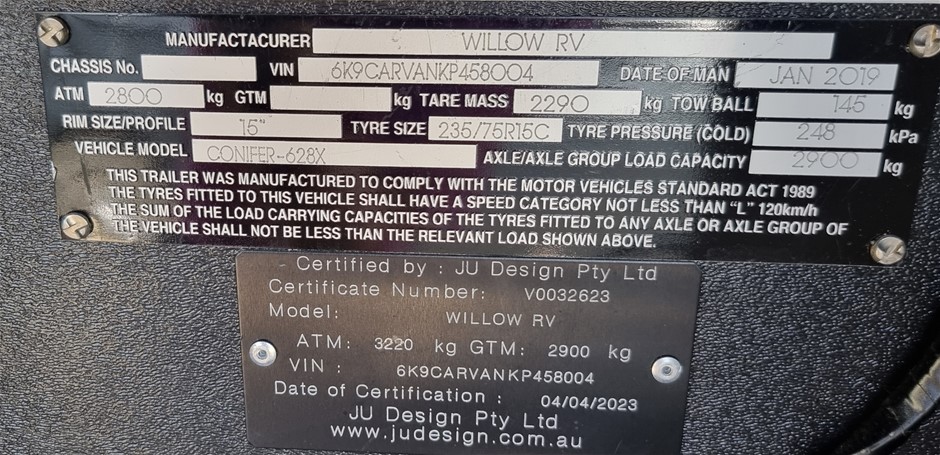 MANUFACTACURER WILLOW RV
CHASSIS No. VIN 6K9CARVANKP458004 DATE OF MAN JAN 2019
ATM 2800 kg GTM kg TARE MASS 2290 kg TOW BALL 145 kg
RIM SIZE/PROFILE 15" TYRE SIZE 235/75R15C TYRE PRESSURE (COLD) 248 kPa
VEHICLE MODEL CONIFER-628X AXLE/AXLE GROUP LOAD CAPACITY 2900 kg
THIS TRAILER WAS MANUFACTURED TO COMPLY WITH THE MOTOR VEHICLES STANDARD ACT 1989
THE TYRES FITTED TO THIS VEHICLE SHALL HAVE A SPEED CATEGORY NOT LESS THAN "L" 120km/h
THE SUM OF THE LOAD CARRYING CAPACITIES OF THE TYRES FITTED TO ANY AXLE OR AXLE GROUP OF
THE VEHICLE SHALL NOT BE LESS THAN THE RELEVANT LOAD SHOWN ABOVE.
Certified by : JU Design Pty Ltd
Certificate Number: V0032623
Model: WILLOW RV
ATM: 3220 kg GTM: 2900 kg
VIN : 6K9CARVANKP458004
Date of Certification : 04/04/2023
JU Design Pty Ltd
www.judesign.com.au